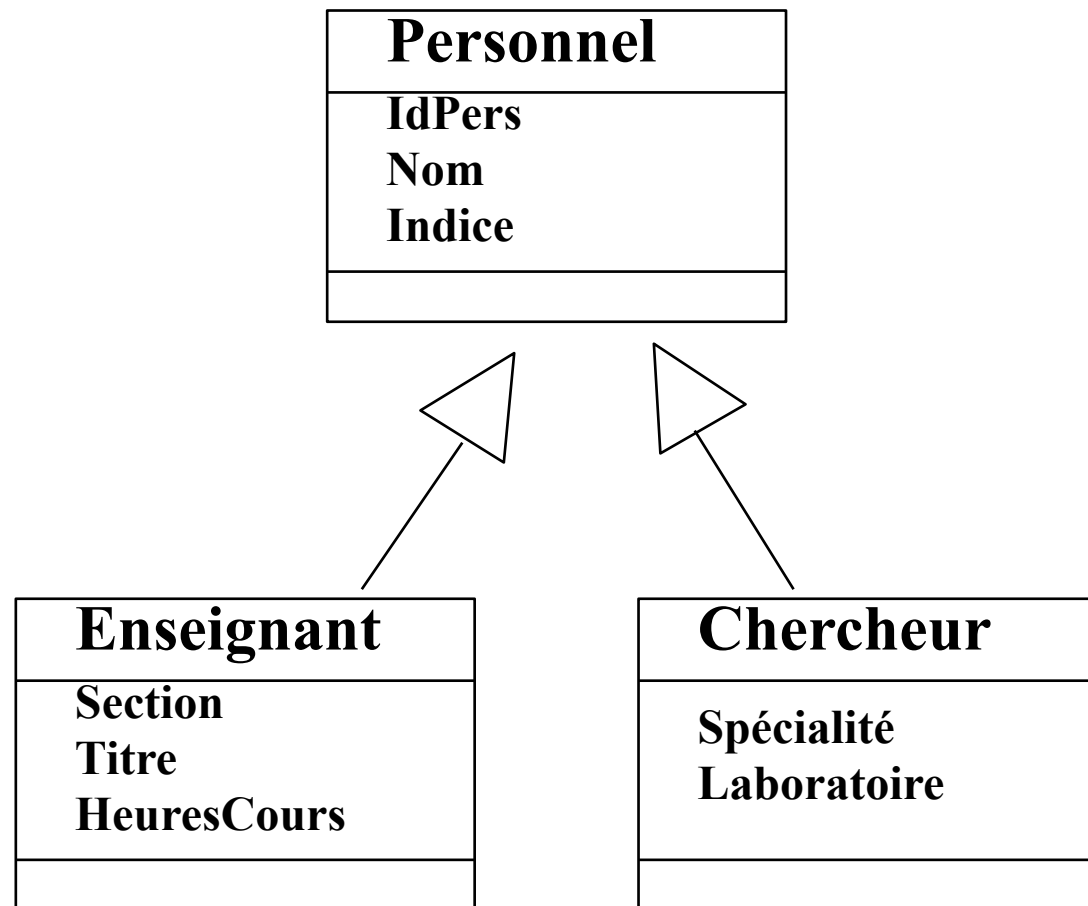 Personnel
IdPers
Nom
Indice
Enseignant
Section
Titre
HeuresCours
Chercheur
Spécialité
Laboratoire